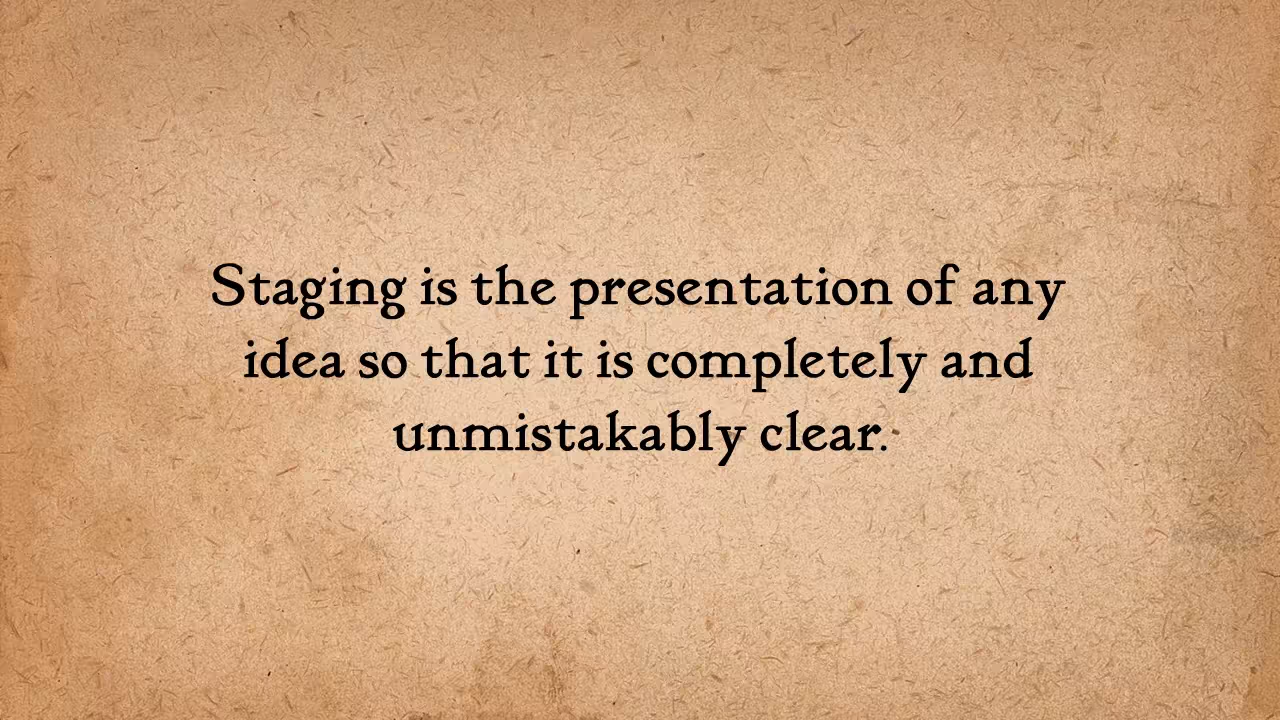 Staging is the presentation of any
idea so that it is completely and
unmistakably clear.